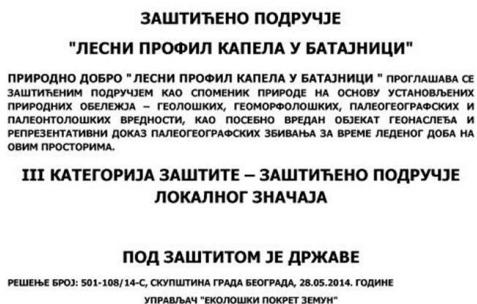 ЗАШТИЋЕНО ПОДРУЧЈЕ
"ЛЕСНИ ПРОФИЛ КАПЕЛА У БАТАЈНИЦИ"
ПРИРОДНО ДОБРО "ЛЕСНИ ПРОФИЛ КАПЕЛА У БАТАЈНИЦИ " ПРОГЛАШАВА СЕ
ЗАШТИЋЕНИМ ПОДРУЧЈЕМ КАО СПОМЕНИК ПРИРОДЕ НА ОСНОВУ УСТАНОВЉЕНИХ
ПРИРОДНИХ ОБЕЛЕЖЈА – ГЕОЛОШКИХ, ГЕОМОРФОЛОШКИХ, ПАЛЕОГЕОГРАФСКИХ И
ПАЛЕОНТОЛОШКИХ ВРЕДНОСТИ, КАО ПОСЕБНО ВРЕДАН ОБЈЕКАТ ГЕОНАСЛЕЂА И
РЕПРЕЗЕНТАТИВНИ ДОКАЗ ПАЛЕОГЕОГРАФСКИХ ЗБИВАЊА ЗА ВРЕМЕ ЛЕДЕНОГ ДОБА НА
ОВИМ ПРОСТОРИМА.
III КАТЕГОРИЈА ЗАШТИТЕ – ЗАШТИЋЕНО ПОДРУЧЈЕ
ЛОКАЛНОГ ЗНАЧАЈА
ПОД ЗАШТИТОМ ЈЕ ДРЖАВЕ
РЕШЕЊЕ БРОЈ: 501-108/14-С, СКУПШТИНА ГРАДА БЕОГРАДА, 28.05.2014. ГОДИНЕ
УПРАВЉАЧ "ЕКОЛОШКИ ПОКРЕТ ЗЕМУН"